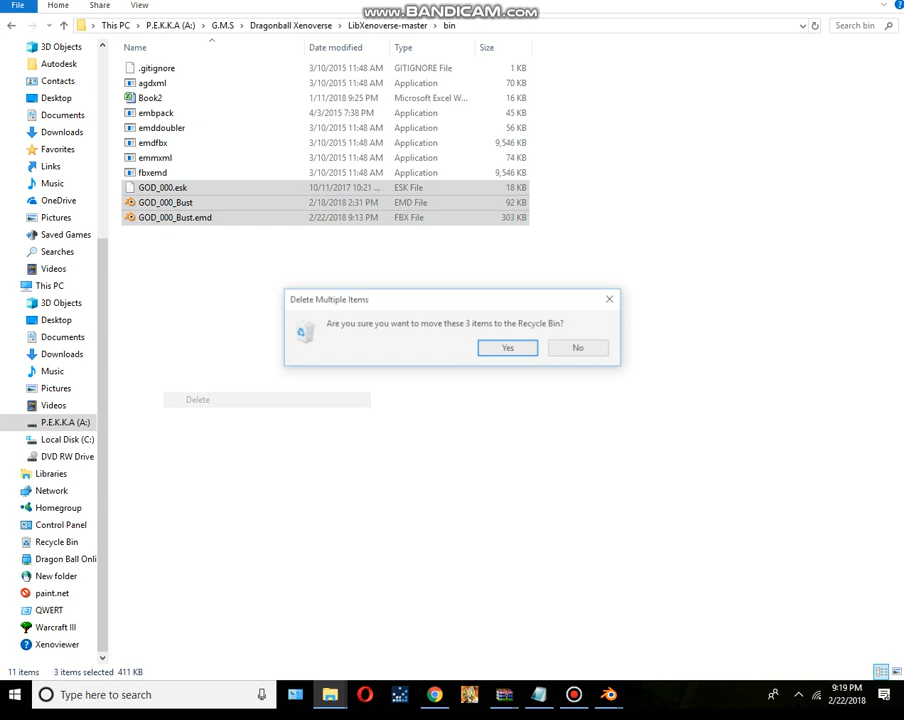 www.BANDICAM.com
File
Home
Share
View
This PC
P.E.K.K.A (A:)
G.M.S
Dragonball Xenoverse
LibXenoverse-master
bin
Search bin
Name
Date modified
Type
Size
.gitignore
3/10/2015 11:48 AM
GITIGNORE File
1 KB
agdxml
3/10/2015 11:48 AM
Application
70 KB
Book2
1/11/2018 9:25 PM
Microsoft Excel W...
16 KB
embpack
4/3/2015 7:38 PM
Application
45 KB
emddoubler
3/10/2015 11:48 AM
Application
56 KB
emdfbx
3/10/2015 11:48 AM
Application
9,546 KB
emmxml
3/10/2015 11:48 AM
Application
74 KB
fbxemd
3/10/2015 11:48 AM
Application
9,546 KB
GOD_000.esk
10/11/2017 10:21 ...
ESK File
18 KB
GOD_000_Bust
2/18/2018 2:31 PM
EMD File
92 KB
GOD_000_Bust.emd
2/22/2018 9:13 PM
FBX File
303 KB
3D Objects
Autodesk
Contacts
Desktop
Documents
Downloads
Favorites
Links
Music
OneDrive
Pictures
Saved Games
Searches
Videos
This PC
3D Objects
Desktop
Documents
Downloads
Music
Pictures
Videos
P.E.K.K.A (A:)
Local Disk (C:)
DVD RW Drive
Libraries
Network
Homegroup
Control Panel
Recycle Bin
Dragon Ball Onli
New folder
paint.net
QWERT
Warcraft III
Xenoviewer
Delete Multiple Items
Are you sure you want to move these 3 items to the Recycle Bin?
Yes
No
Delete
11 items
3 items selected 411 KB
Type here to search
9:19 PM
2/22/2018